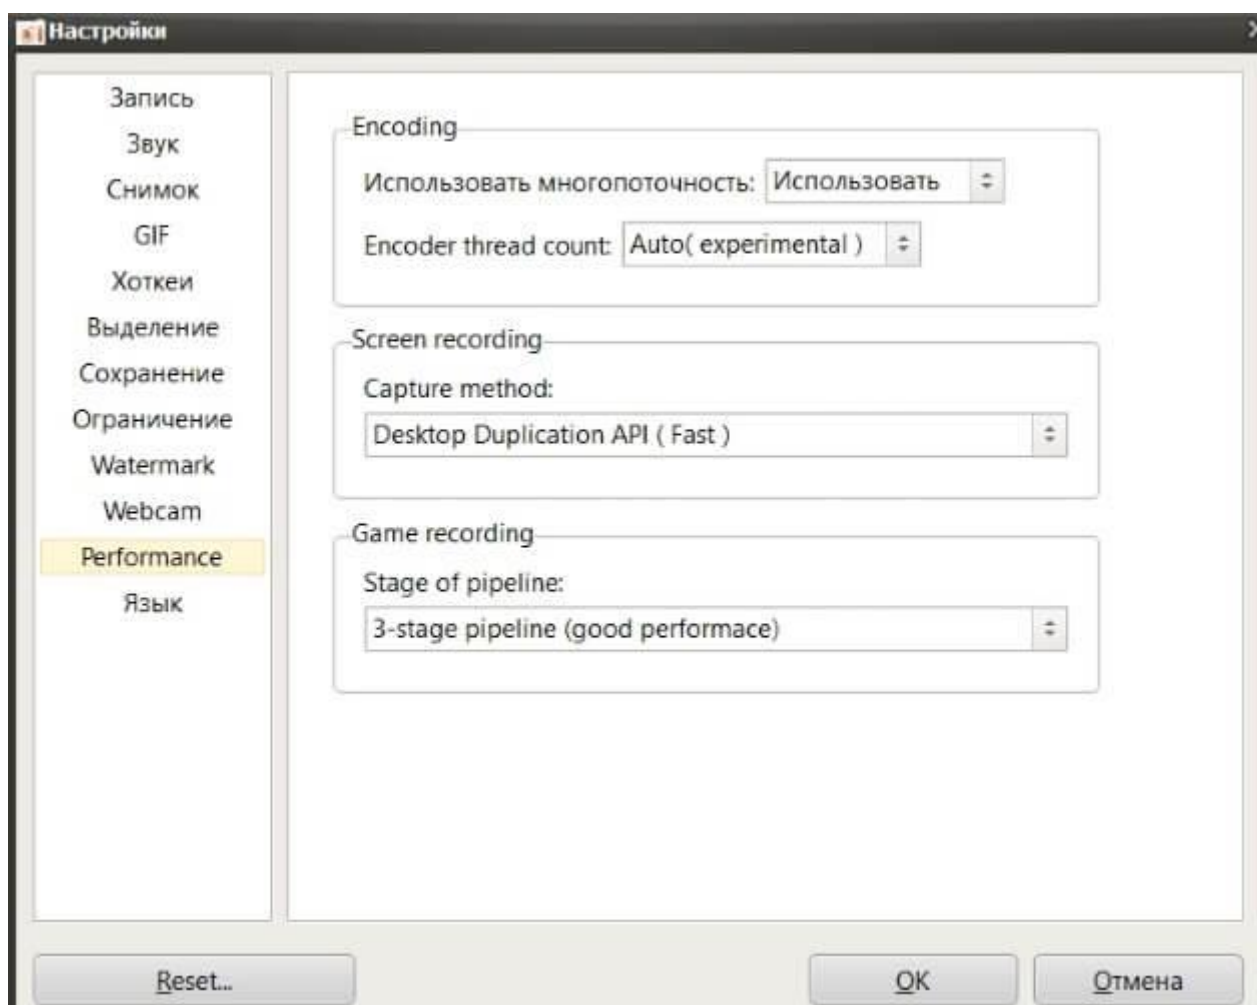 Настройки
Запись
Звук
Снимок
GIF
Хоткеи
Выделение
Сохранение
Ограничение
Watermark
Webcam
Performance
Язык
Encoding
Использовать многопоточность: Использовать
Encoder thread count: Auto( experimental )
Screen recording
Capture method:
Desktop Duplication API ( Fast )
Game recording
Stage of pipeline:
3-stage pipeline (good performace)
Reset...
OK
Отмена